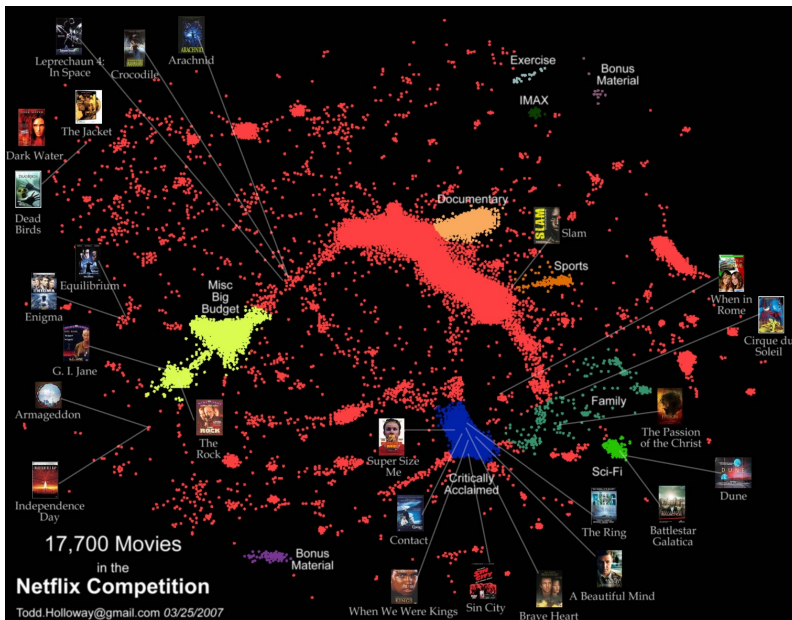 Leprechaun 4:
In Space
Crocodile
Arachnid
Exercise
Bonus
Material
IMAX
The Jacket
Dark Water
Dead
Birds
Documentary
SLAM
Slam
Equilibrium
Enigma
Misc
Big
Budget
Sports
When in
Rome
Cirque du
Soleil
G. I. Jane
Armageddon
The
Rock
Family
The Passion
of the Christ
Super Size
Me
Sci-Fi
Dune
Critically
Acclaimed
Independence
Day
Contact
The Ring
Battlestar
Galatica
17,700 Movies
in the
Netflix Competition
Todd.Holloway@gmail.com 03/25/2007
Bonus
Material
When We Were Kings
Sin City
Brave Heart
A Beautiful Mind